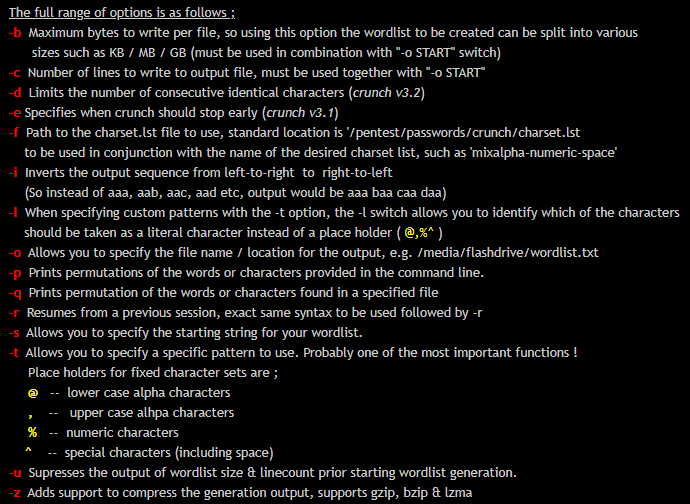 The full range of options is as follows ;
-b Maximum bytes to write per file, so using this option the wordlist to be created can be split into various
sizes such as KB / MB / GB (must be used in combination with "-o START" switch)
-c Number of lines to write to output file, must be used together with "-o START"
-d Limits the number of consecutive identical characters (crunch v3.2)
-e Specifies when crunch should stop early (crunch v3.1)
-f Path to the charset.lst file to use, standard location is '/pentest/passwords/crunch/charset.lst
to be used in conjunction with the name of the desired charset list, such as 'mixalpha-numeric-space'
-i Inverts the output sequence from left-to-right to right-to-left
(So instead of aaa, aab, aac, aad etc, output would be aaa baa caa daa)
-l When specifying custom patterns with the -t option, the -l switch allows you to identify which of the characters
should be taken as a literal character instead of a place holder ( @,%^ )
-o Allows you to specify the file name / location for the output, e.g. /media/flashdrive/wordlist.txt
-p Prints permutations of the words or characters provided in the command line.
-q Prints permutation of the words or characters found in a specified file
-r Resumes from a previous session, exact same syntax to be used followed by -r
-s Allows you to specify the starting string for your wordlist.
-t Allows you to specify a specific pattern to use. Probably one of the most important functions !
Place holders for fixed character sets are ;
@ -- lower case alpha characters
, -- upper case alhpa characters
% -- numeric characters
^ -- special characters (including space)
-u Supresses the output of wordlist size & linecount prior starting wordlist generation.
-z Adds support to compress the generation output, supports gzip, bzip & lzma